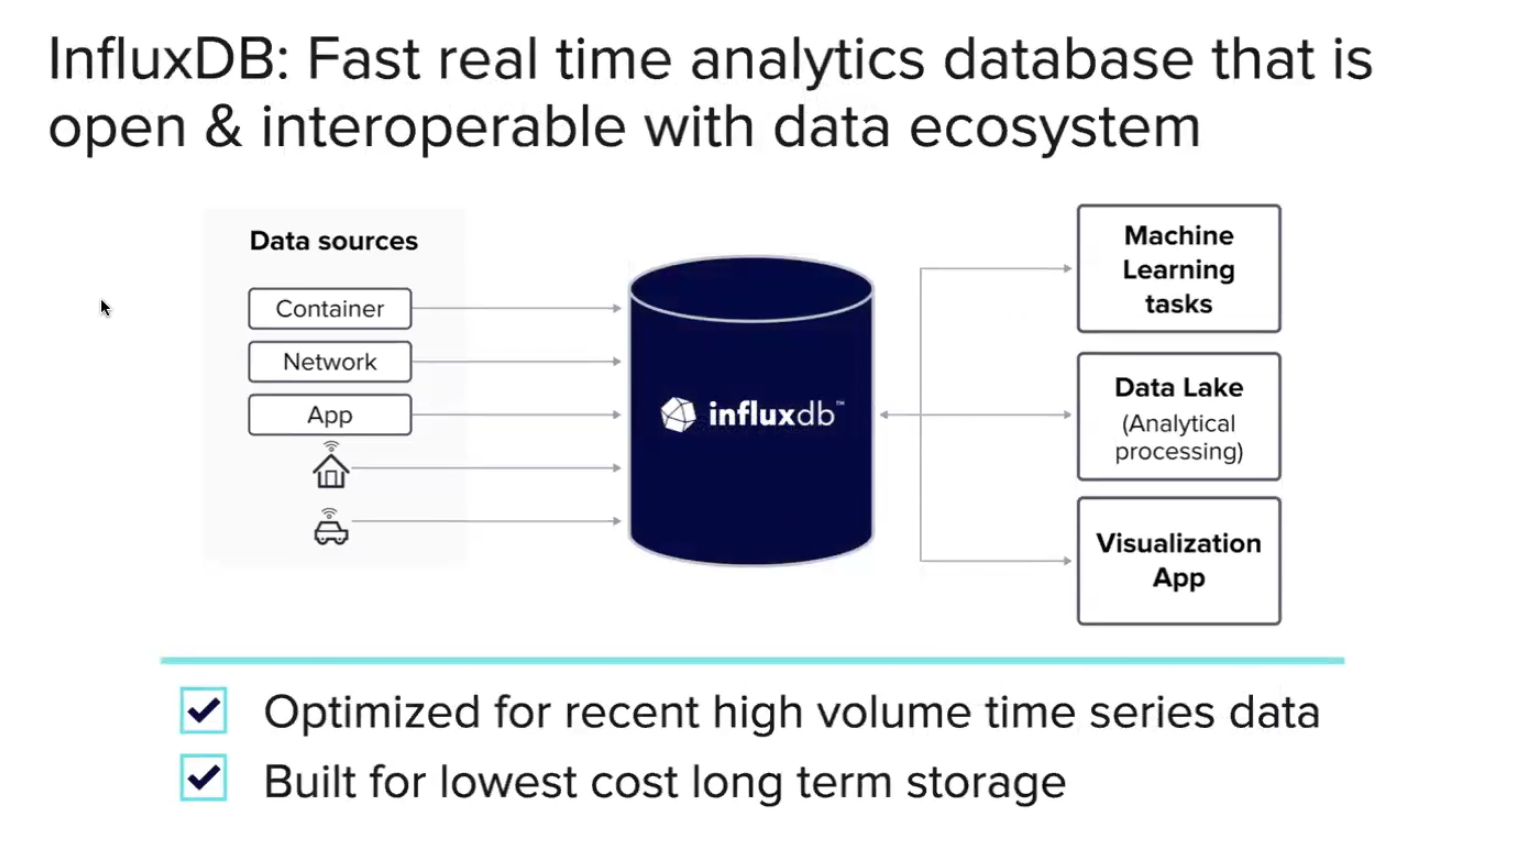 InfluxDB: Fast real time analytics database that is
open & interoperable with data ecosystem
Data sources
Container
Network
App
influxdb™
Machine
Learning
tasks
Data Lake
(Analytical
processing)
Visualization
App
Optimized for recent high volume time series data
Built for lowest cost long term storage